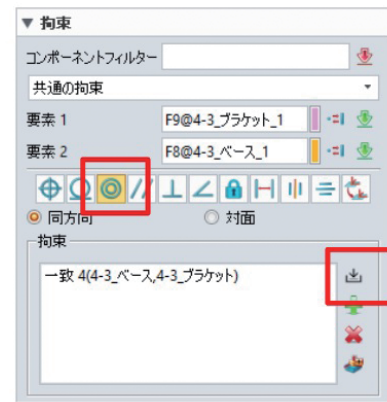 ▼ 拘束
コンポーネントフィルター
共通の拘束
要素 1 F9@4-3_ブラケット_1
要素 2 F8@4-3_ベース_1
同方向 対面
拘束
一致 4(4-3_ベース,4-3_ブラケット)